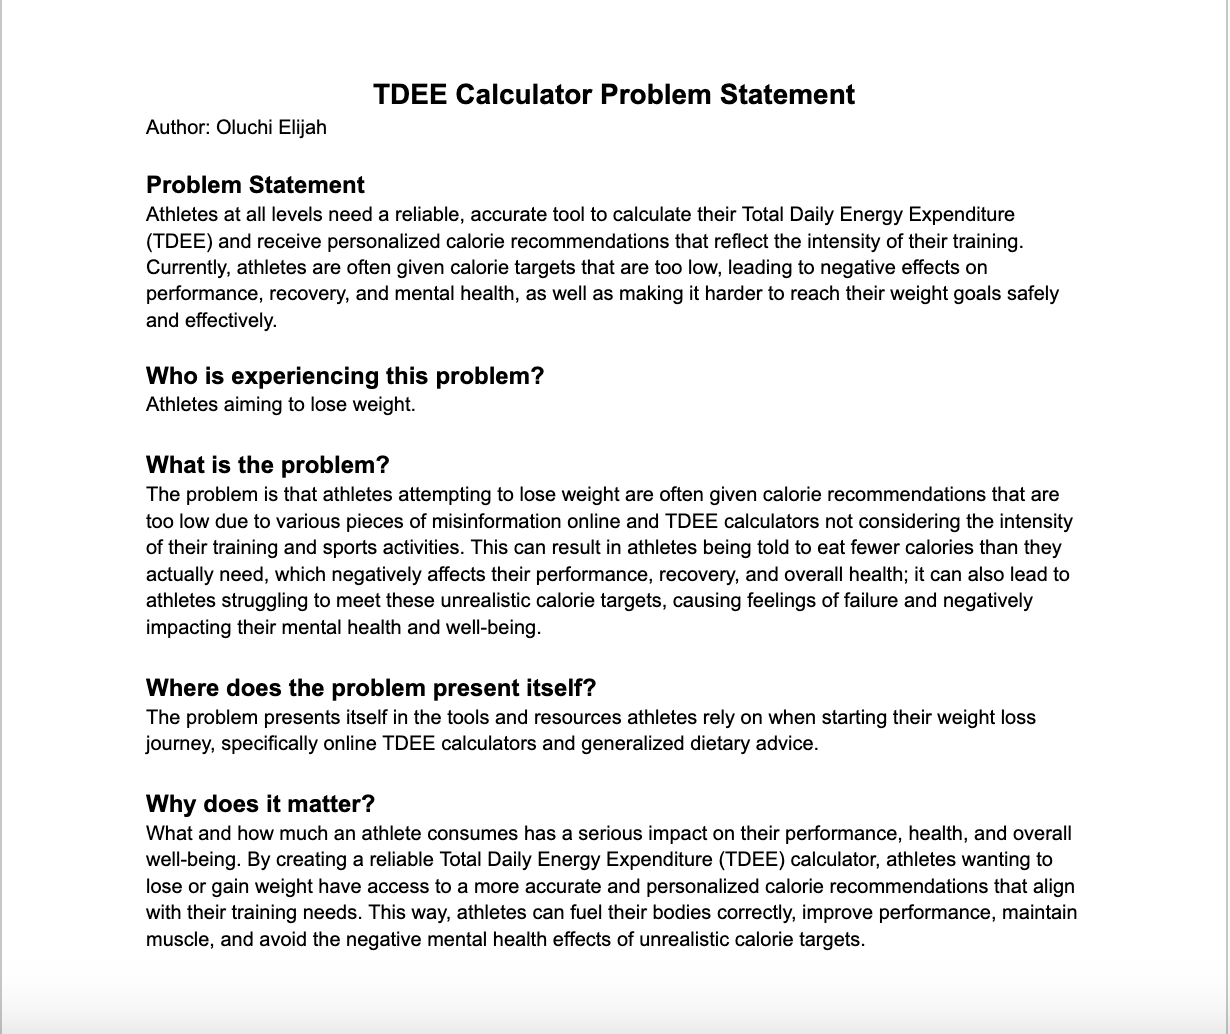 TDEE Calculator Problem Statement
Author: Oluchi Elijah
Problem Statement
Athletes at all levels need a reliable, accurate tool to calculate their Total Daily Energy Expenditure
(TDEE) and receive personalized calorie recommendations that reflect the intensity of their training.
Currently, athletes are often given calorie targets that are too low, leading to negative effects on
performance, recovery, and mental health, as well as making it harder to reach their weight goals safely
and effectively.
Who is experiencing this problem?
Athletes aiming to lose weight.
What is the problem?
The problem is that athletes attempting to lose weight are often given calorie recommendations that are
too low due to various pieces of misinformation online and TDEE calculators not considering the intensity
of their training and sports activities. This can result in athletes being told to eat fewer calories than they
actually need, which negatively affects their performance, recovery, and overall health; it can also lead to
athletes struggling to meet these unrealistic calorie targets, causing feelings of failure and negatively
impacting their mental health and well-being.
Where does the problem present itself?
The problem presents itself in the tools and resources athletes rely on when starting their weight loss
journey, specifically online TDEE calculators and generalized dietary advice.
Why does it matter?
What and how much an athlete consumes has a serious impact on their performance, health, and overall
well-being. By creating a reliable Total Daily Energy Expenditure (TDEE) calculator, athletes wanting to
lose or gain weight have access to a more accurate and personalized calorie recommendations that align
with their training needs. This way, athletes can fuel their bodies correctly, improve performance, maintain
muscle, and avoid the negative mental health effects of unrealistic calorie targets.